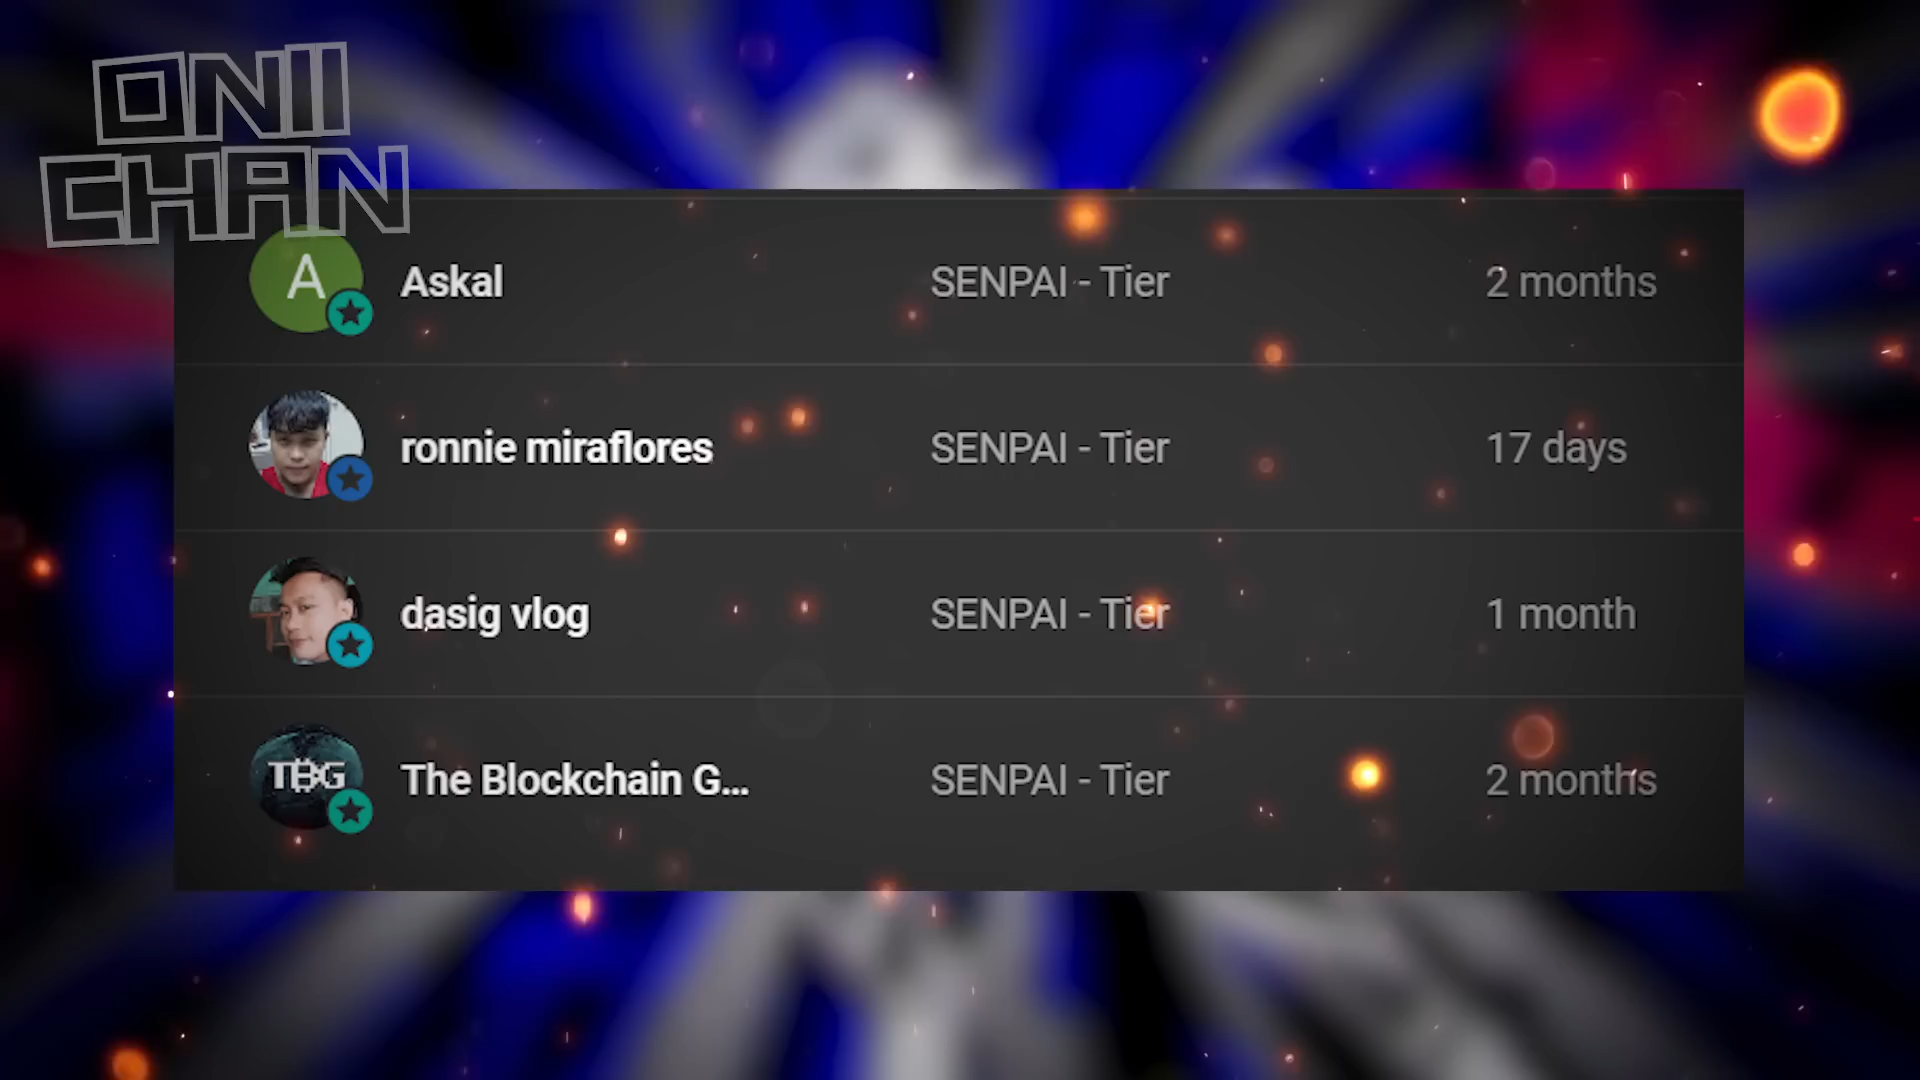 ONII
CHAN
A
Askal SENPAI - Tier 2 months
ronnie miraflores SENPAI - Tier 17 days
dasig vlog SENPAI - Tier 1 month
TBG
The Blockchain G... SENPAI - Tier 2 months